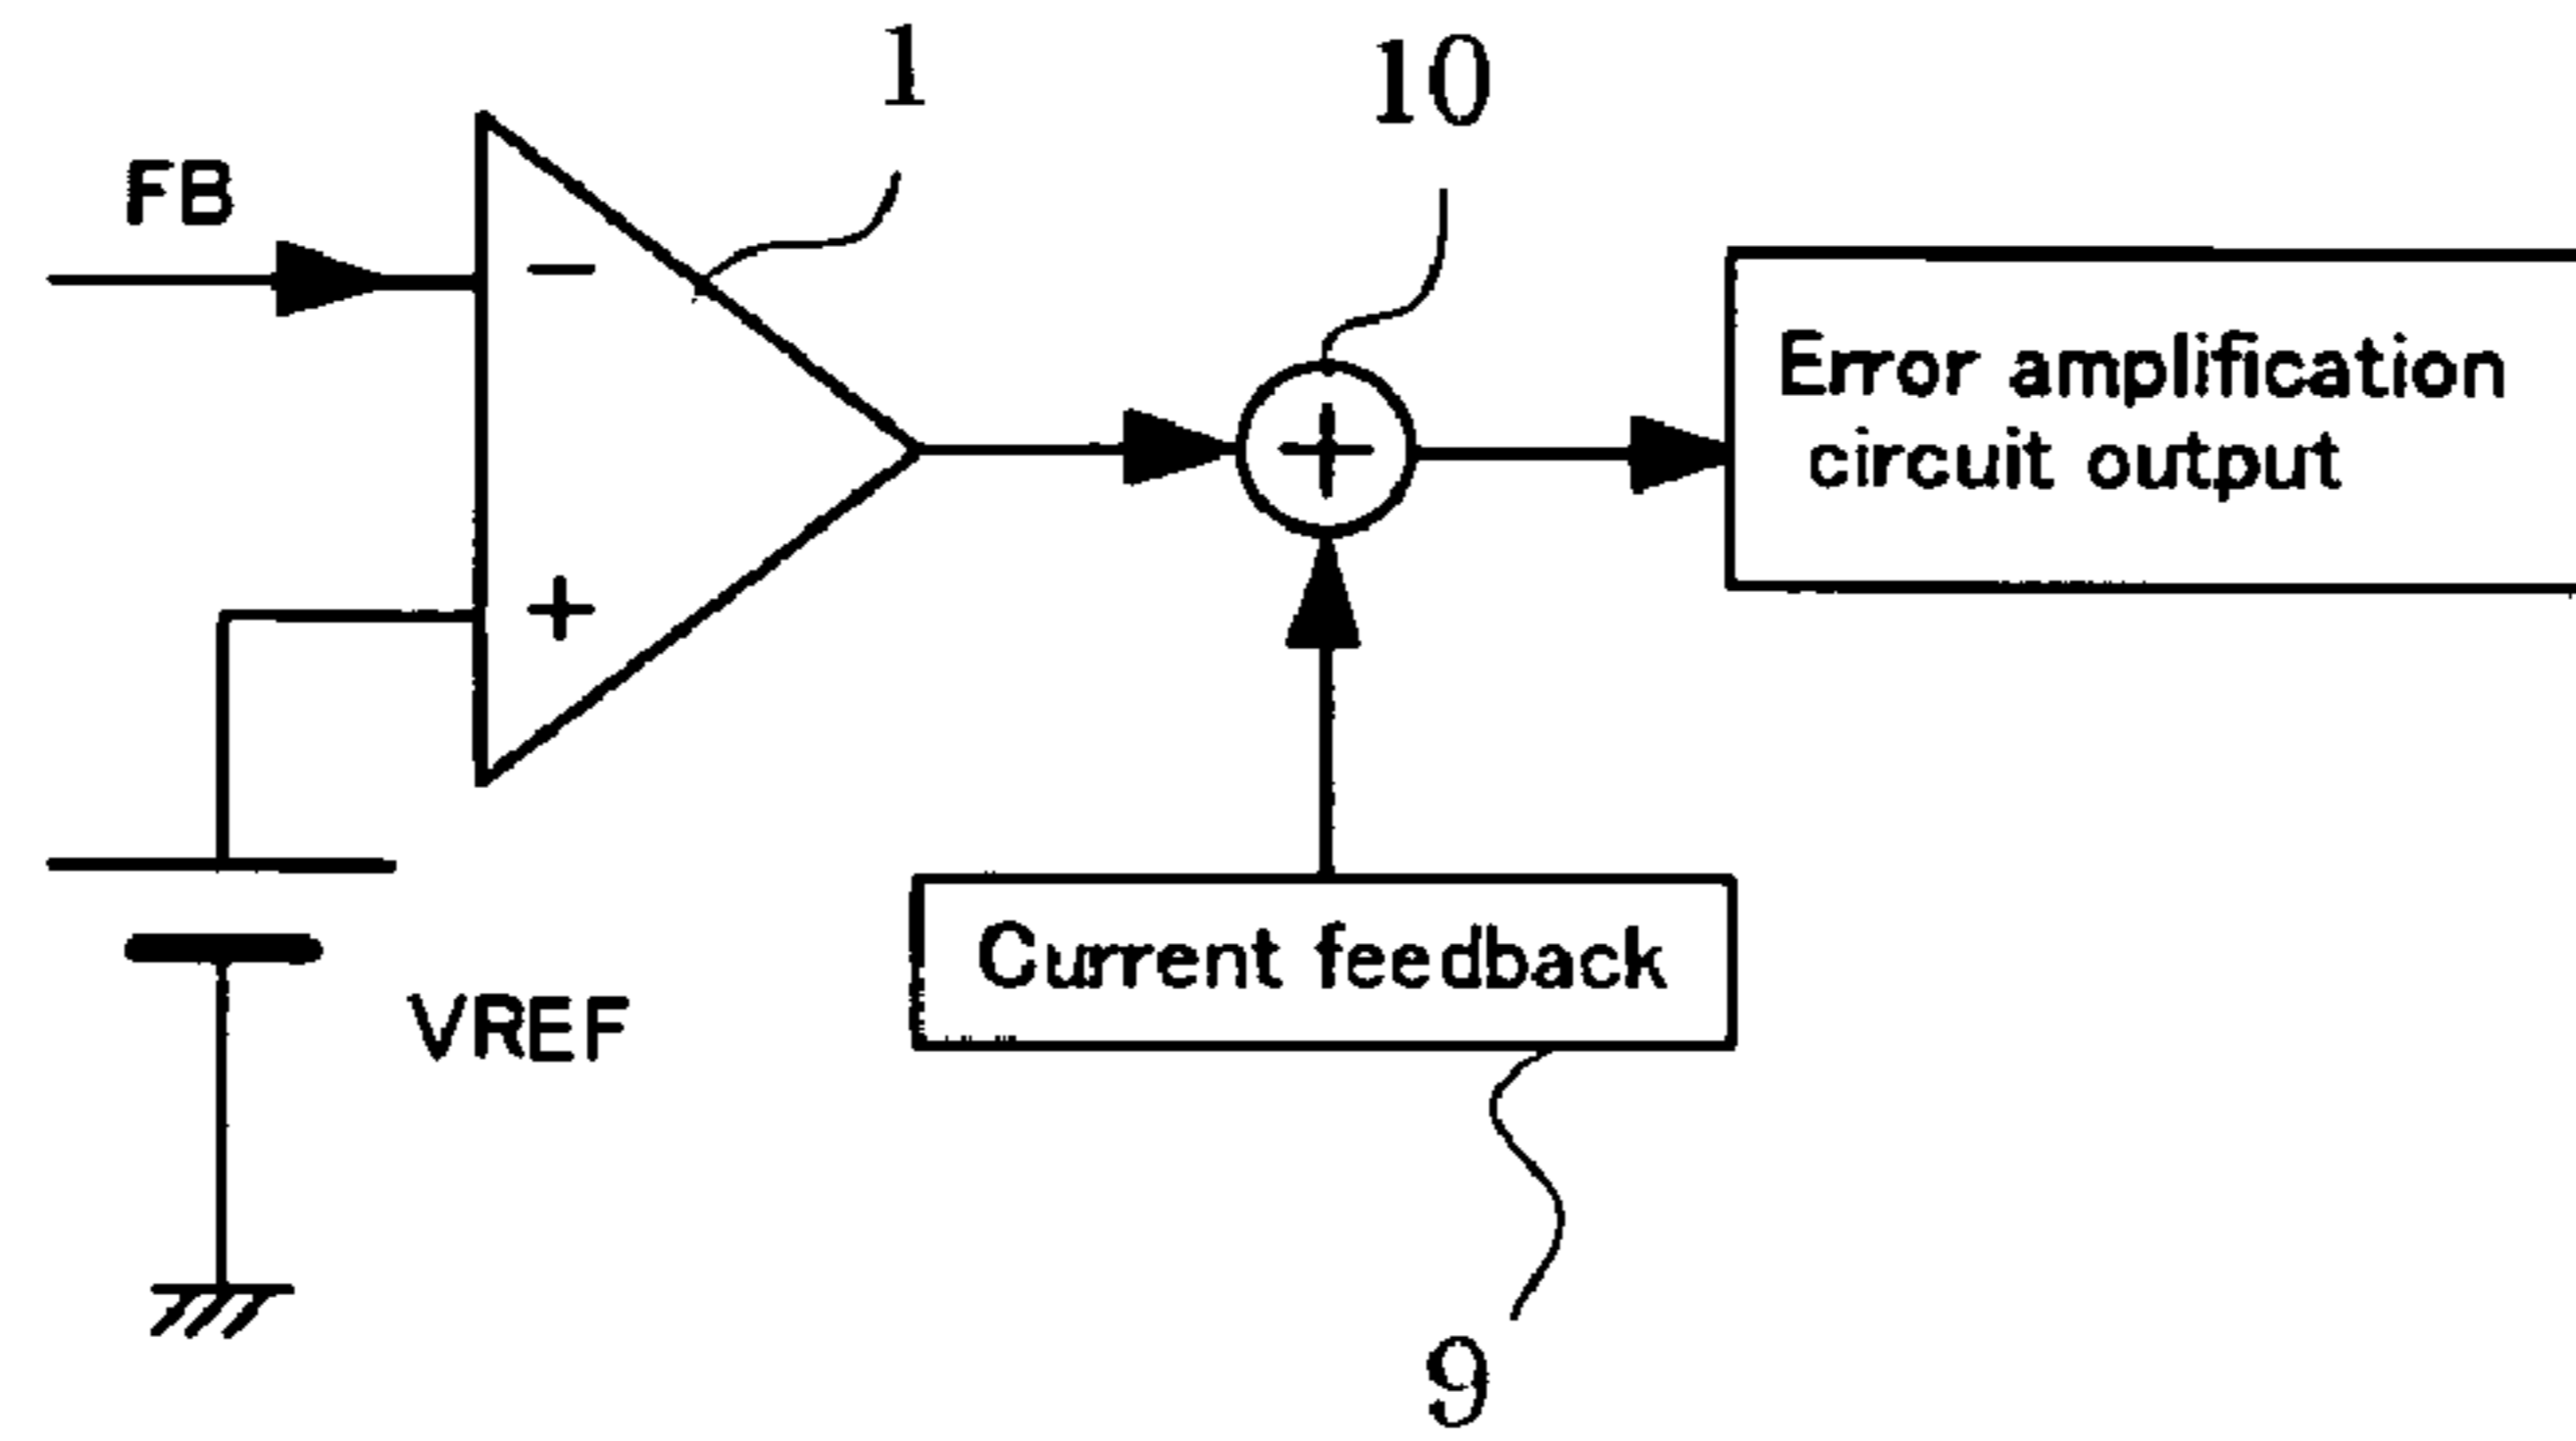 1
10
FB
−
Error amplification
circuit output
+
+
Current feedback
VREF
9